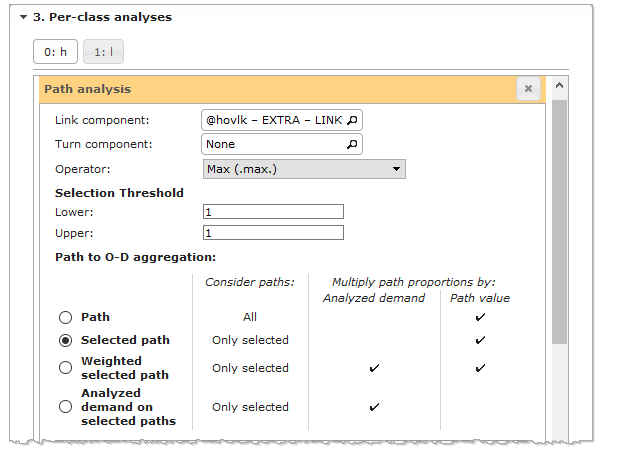 3. Per-class analyses
0: h
1: l
Path analysis
Link component: @hovlk – EXTRA – LINK
Turn component: None
Operator: Max (.max.)
Selection Threshold
Lower: 1
Upper: 1
Path to O-D aggregation:
Consider paths: Multiply path proportions by:
Analyzed demand Path value
Path All ✓
Selected path Only selected ✓
Weighted
selected path Only selected ✓ ✓
Analyzed
demand on
selected paths Only selected ✓